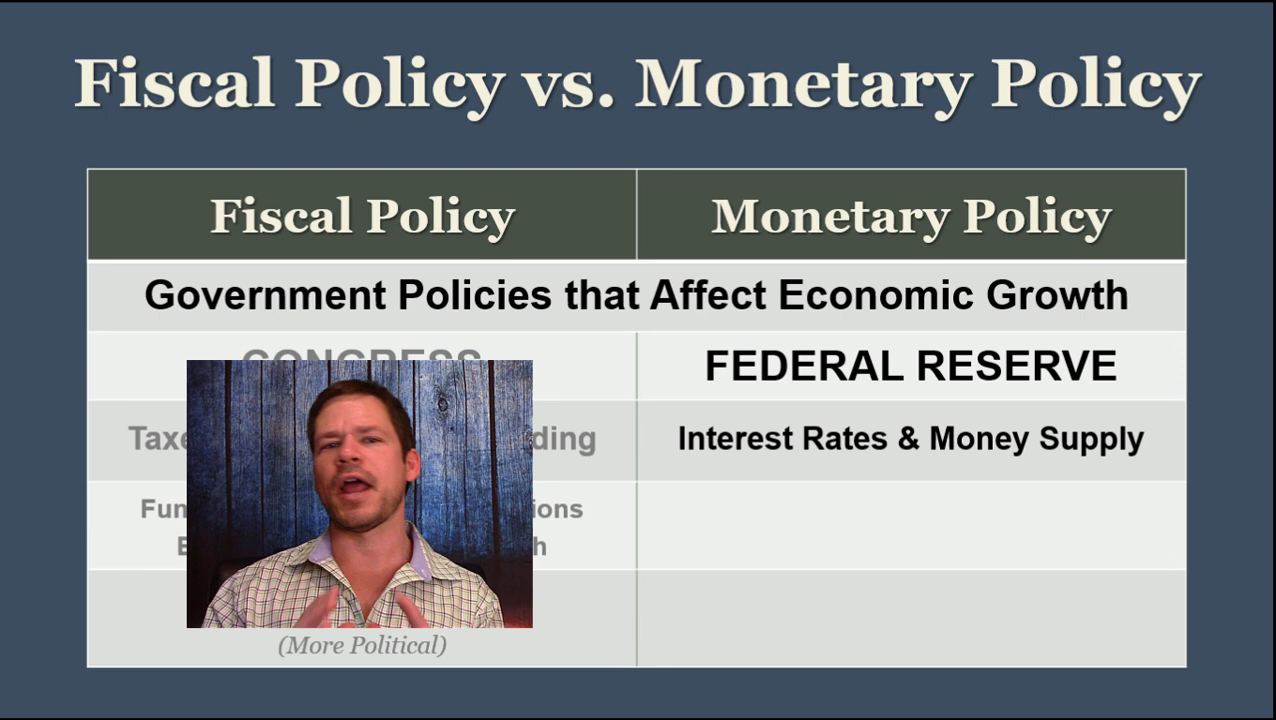 Fiscal Policy vs. Monetary Policy
Fiscal Policy
Monetary Policy
Government Policies that Affect Economic Growth
CONGRESS
FEDERAL RESERVE
Interest Rates & Money Supply
(More Political)